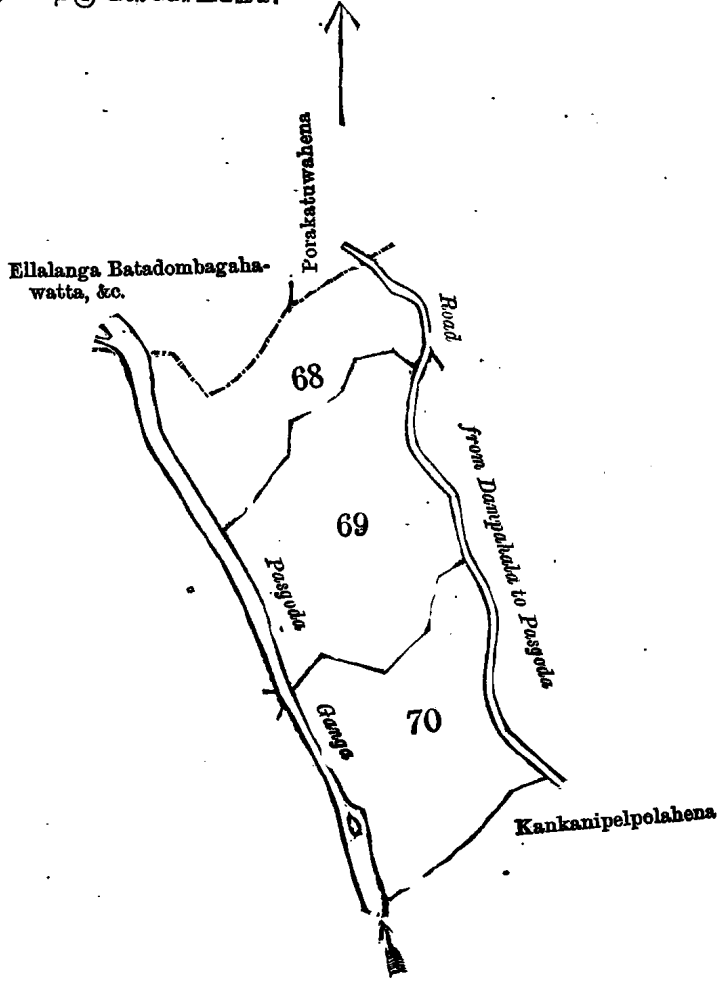 Porakatuwahena
Ellalanga Batadombagaha-
watta, &c.
Road
68
from Dampahala to Pasgoda
69
Pasgoda
Ganga
70
Kankanipelpolahena